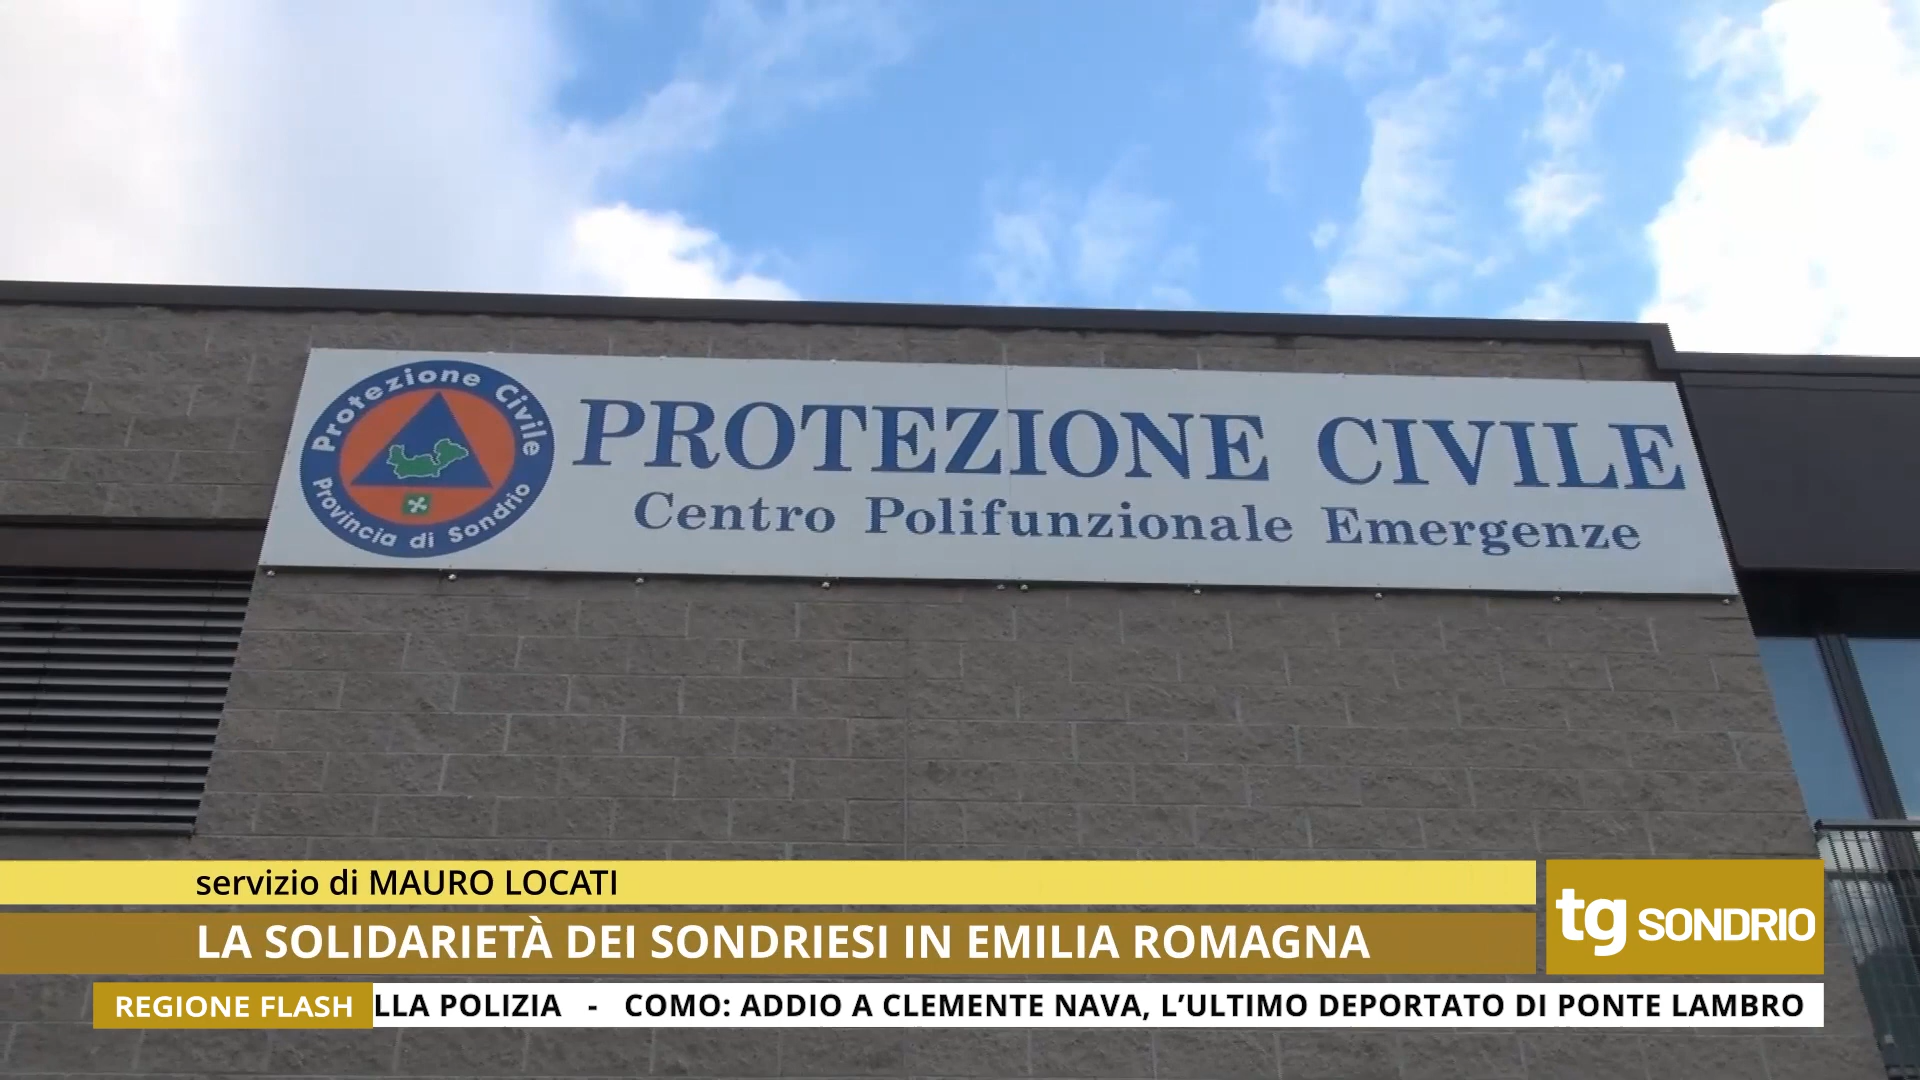 Protezione Civile
Provincia di Sondrio
PROTEZIONE CIVILE
Centro Polifunzionale Emergenze
servizio di MAURO LOCATI
LA SOLIDARIETÀ DEI SONDRIESI IN EMILIA ROMAGNA
tg SONDRIO
REGIONE FLASH LLA POLIZIA - COMO: ADDIO A CLEMENTE NAVA, L’ULTIMO DEPORTATO DI PONTE LAMBRO